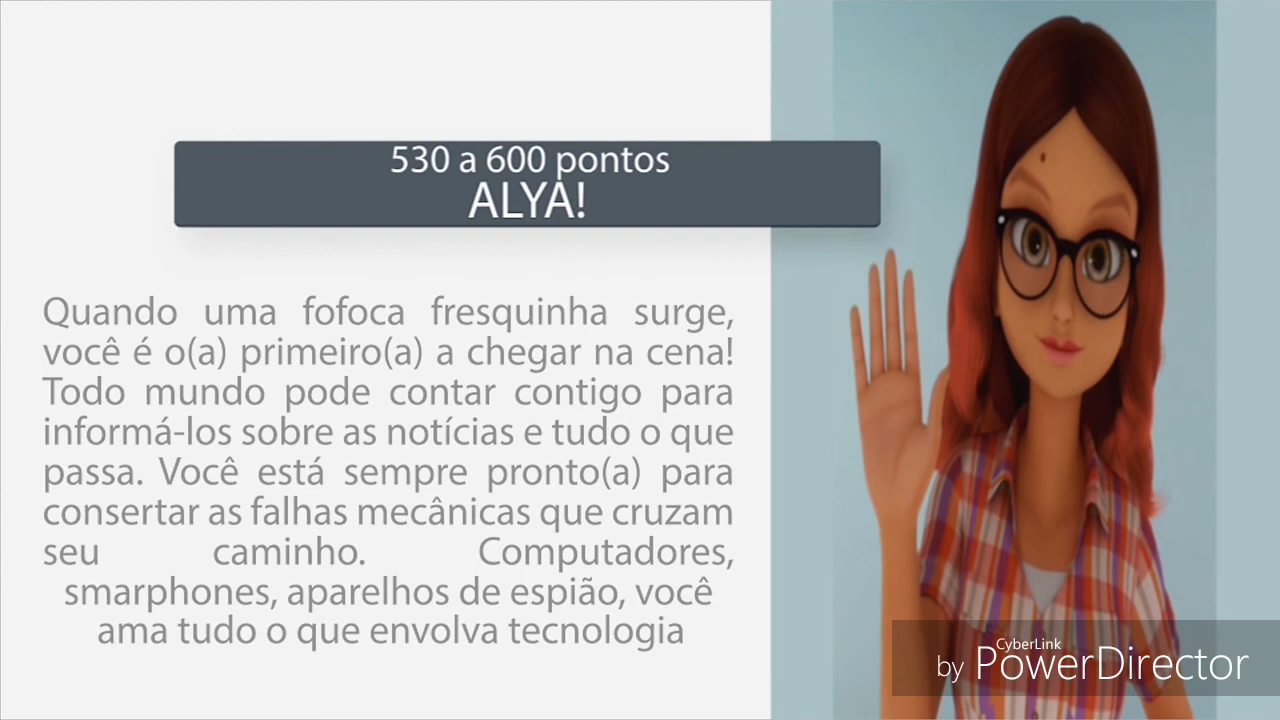 530 a 600 pontos
ALYA!
Quando uma fofoca fresquinha surge,
você é o(a) primeiro(a) a chegar na cena!
Todo mundo pode contar contigo para
informá-los sobre as notícias e tudo o que
passa. Você está sempre pronto(a) para
consertar as falhas mecânicas que cruzam
seu caminho. Computadores,
smarphones, aparelhos de espião, você
ama tudo o que envolva tecnologia
CyberLink
by PowerDirector